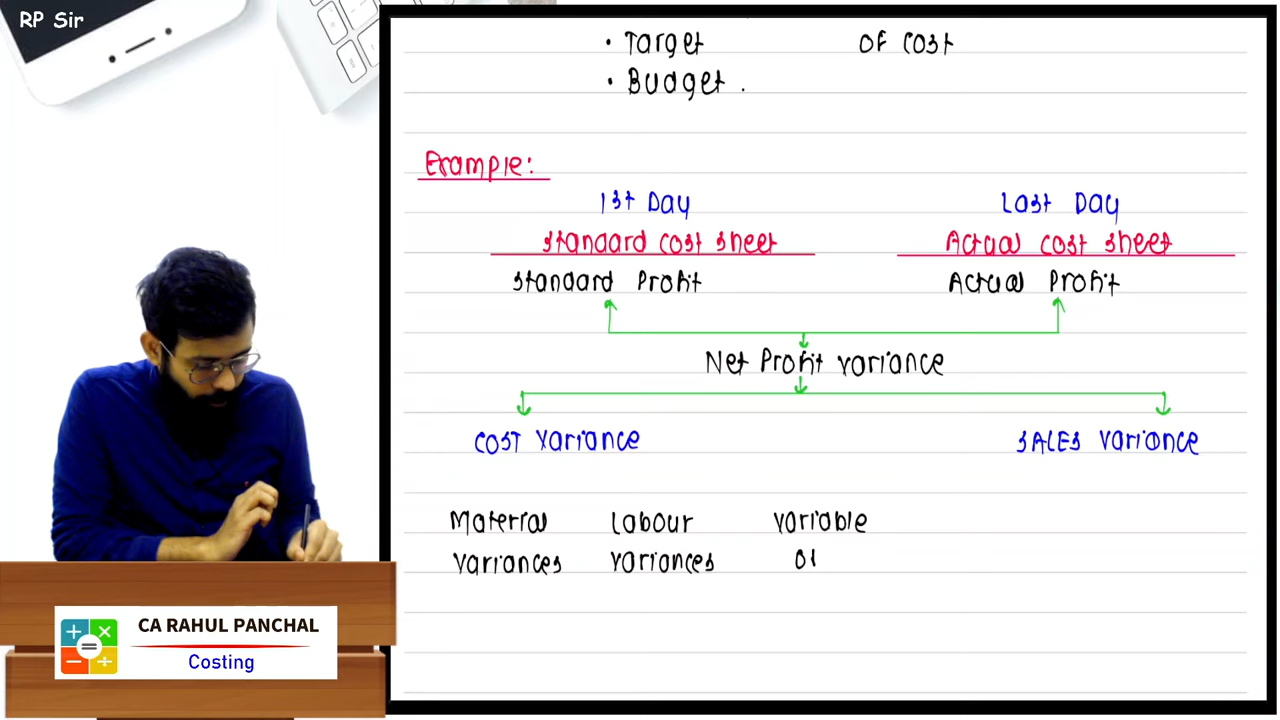 RP Sir
• Target of cost
• Budget .
Example:
1st Day Last Day
Standard cost sheet Actual cost sheet
Standard Profit Actual Profit
Net Profit variance
COST Variance SALES Variance
Material Labour Variable
Variances Variances
CA RAHUL PANCHAL
Costing